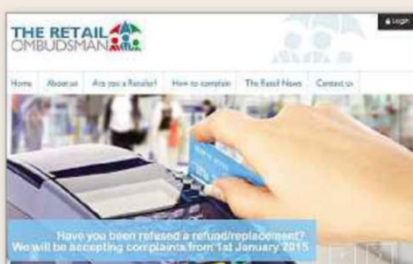 THE RETAIL
OMBUDSMAN
Login
Home About us Are you a Retailer? How to complain The Retail News Contact us
Have you been refused a refund/replacement?
We will be accepting complaints from 1st January 2015